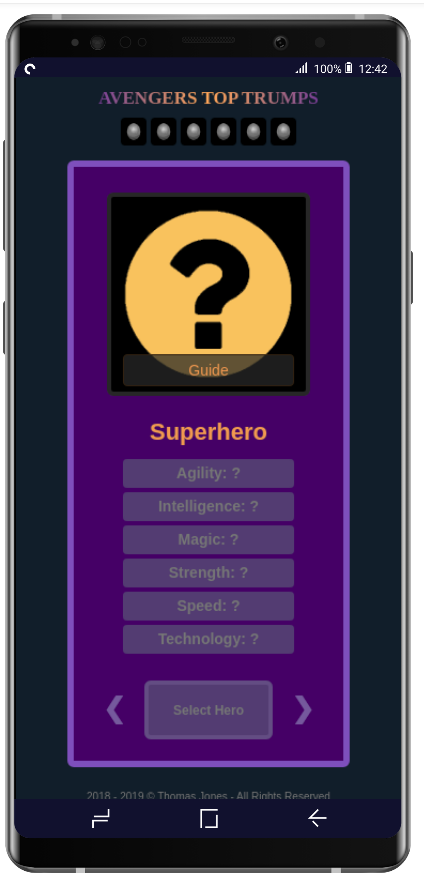 100% 12:42
AVENGERS TOP TRUMPS
?
Guide
Superhero
Agility: ?
Intelligence: ?
Magic: ?
Strength: ?
Speed: ?
Technology: ?
❮ Select Hero ❯
2018 - 2019 © Thomas Jones - All Rights Reserved